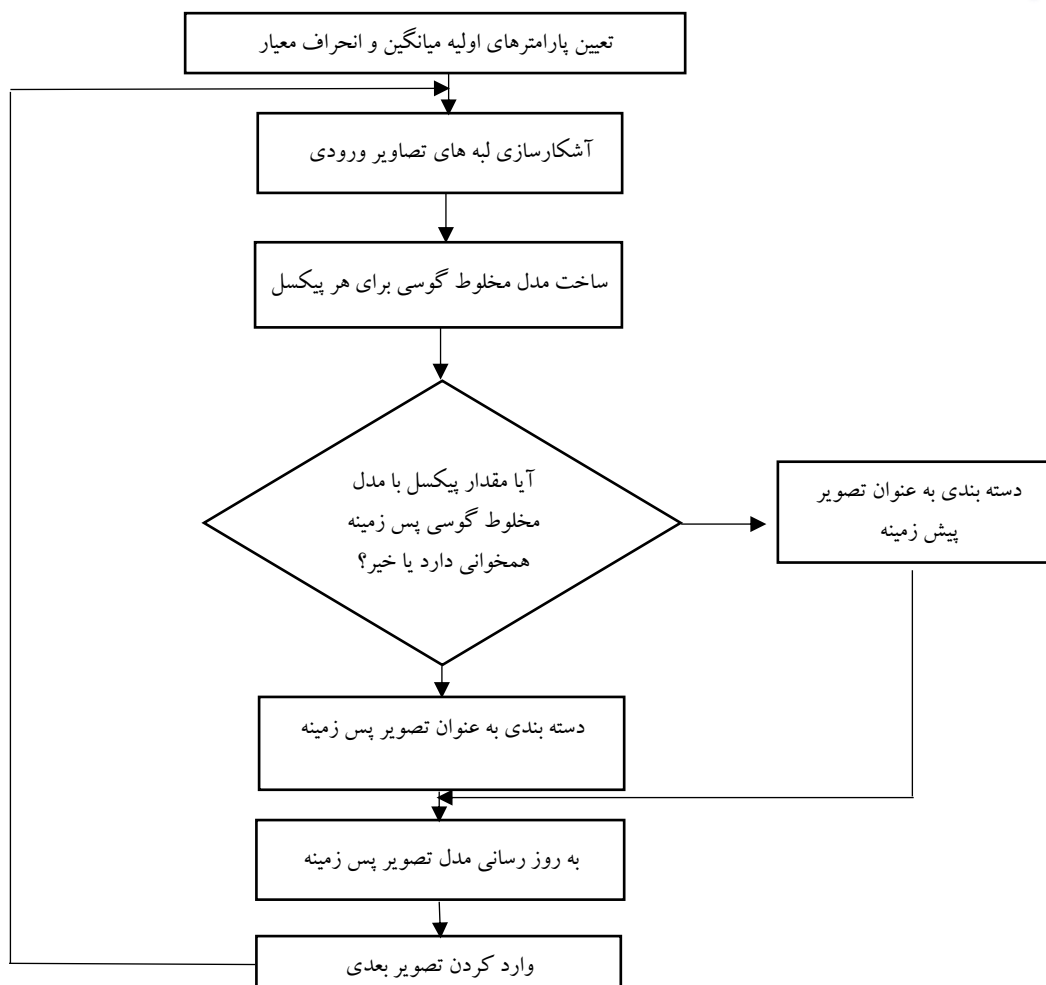 تعیین پارامترهای اولیه میانگین و انحراف معیار
آشکارسازی لبه های تصاویر ورودی
ساخت مدل مخلوط گوسی برای هر پیکسل
آیا مقدار پیکسل با مدل
مخلوط گوسی پس زمینه
همخوانی دارد یا خیر؟
دسته بندی به عنوان تصویر
پیش زمینه
دسته بندی به عنوان تصویر پس زمینه
به روز رسانی مدل تصویر پس زمینه
وارد کردن تصویر بعدی